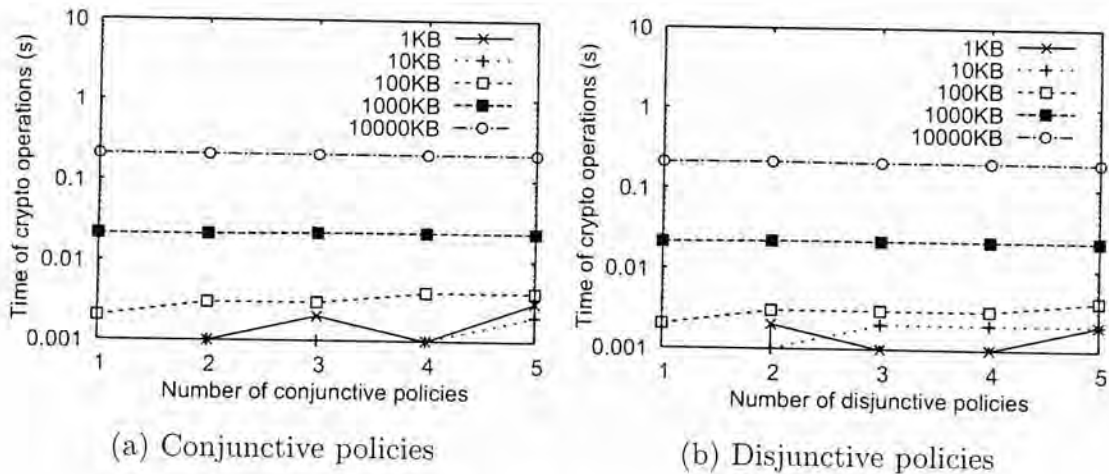 10
1
0.1
0.01
0.001
Time of crypto operations (s)
1KB
10KB
100KB
1000KB
10000KB
1 2 3 4 5
Number of conjunctive policies
(a) Conjunctive policies
10
1
0.1
0.01
0.001
Time of crypto operations (s)
1KB
10KB
100KB
1000KB
10000KB
1 2 3 4 5
Number of disjunctive policies
(b) Disjunctive policies